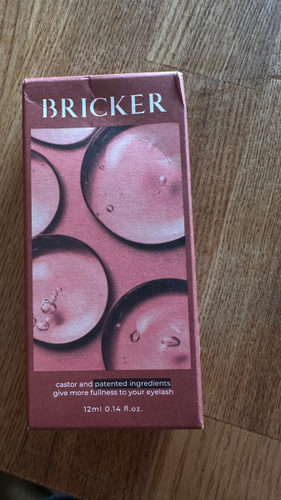 BRICKER
castor and patented ingredients
give more fullness to your eyelash
12ml 0.14 fl.oz.